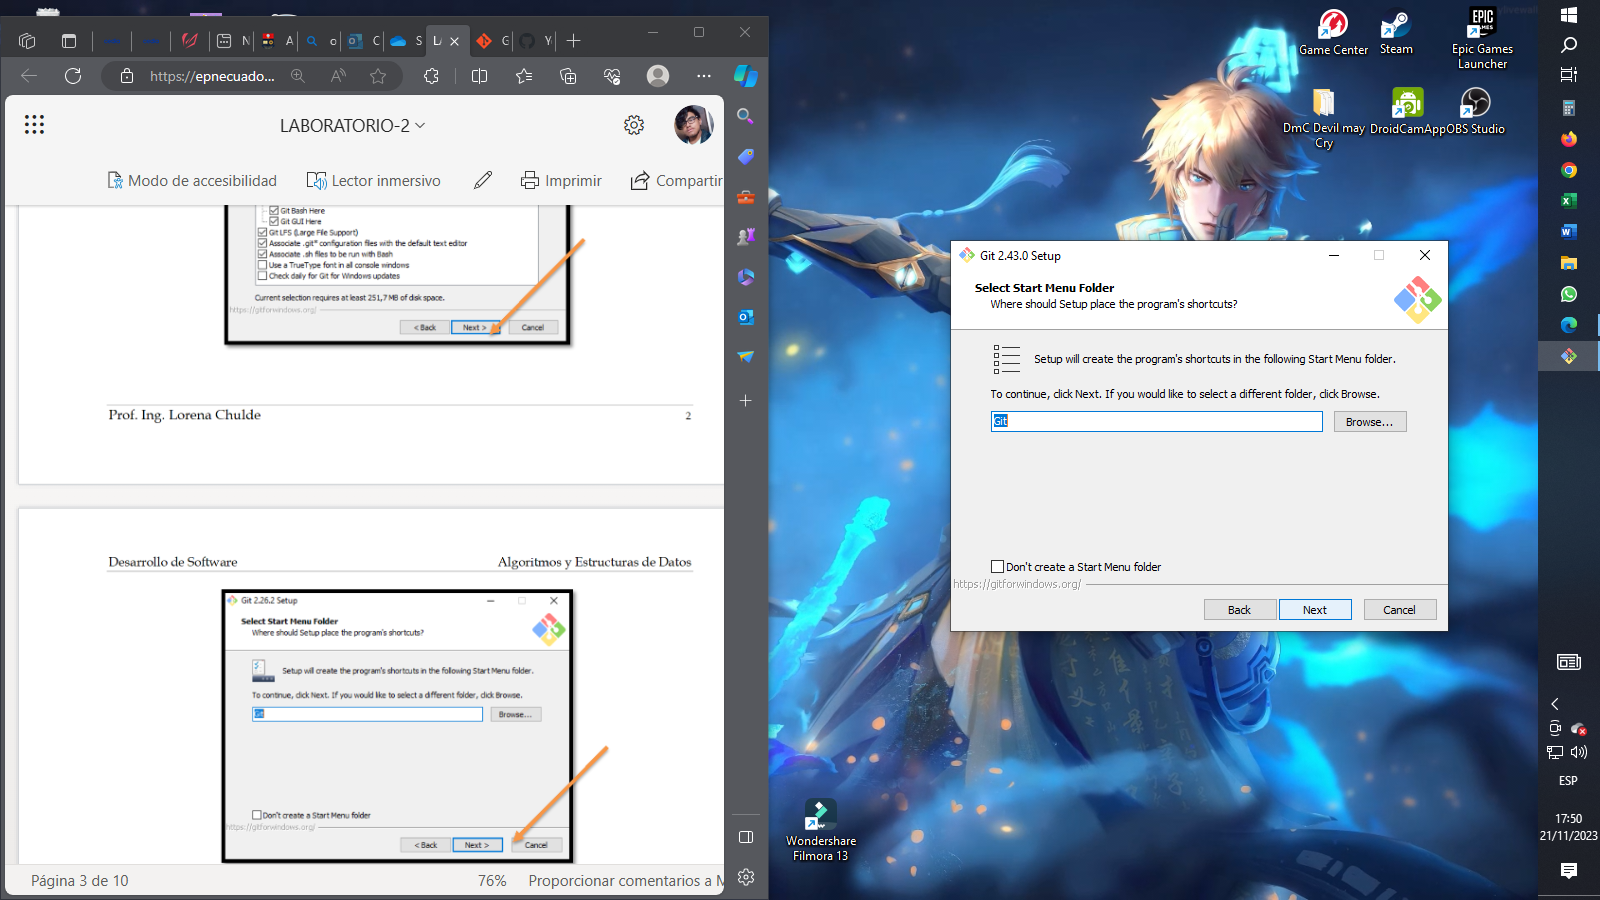 https://epnecuado...
LABORATORIO-2
Modo de accesibilidad
Lector inmersivo
Imprimir
Compartir
Git Bash Here
Git GUI Here
Git LFS (Large File Support)
Associate .git* configuration files with the default text editor
Associate .sh files to be run with Bash
Use a TrueType font in all console windows
Check daily for Git for Windows updates
Current selection requires at least 251,7 MB of disk space.
https://gitforwindows.org/
< Back
Next >
Cancel
Prof. Ing. Lorena Chulde
2
Desarrollo de Software
Algoritmos y Estructuras de Datos
Git 2.26.2 Setup
Select Start Menu Folder
Where should Setup place the program's shortcuts?
Setup will create the program's shortcuts in the following Start Menu folder.
To continue, click Next. If you would like to select a different folder, click Browse.
Git
Browse...
Don't create a Start Menu folder
https://gitforwindows.org/
< Back
Next >
Cancel
Página 3 de 10
76%
Proporcionar comentarios a M
Game Center
Steam
EPIC GAMES
Epic Games Launcher
DmC Devil may Cry
DroidCamApp
OBS Studio
Git 2.43.0 Setup
Select Start Menu Folder
Where should Setup place the program's shortcuts?
Setup will create the program's shortcuts in the following Start Menu folder.
To continue, click Next. If you would like to select a different folder, click Browse.
Git
Browse...
Don't create a Start Menu folder
https://gitforwindows.org/
Back
Next
Cancel
Wondershare Filmora 13
ESP
17:50
21/11/2023